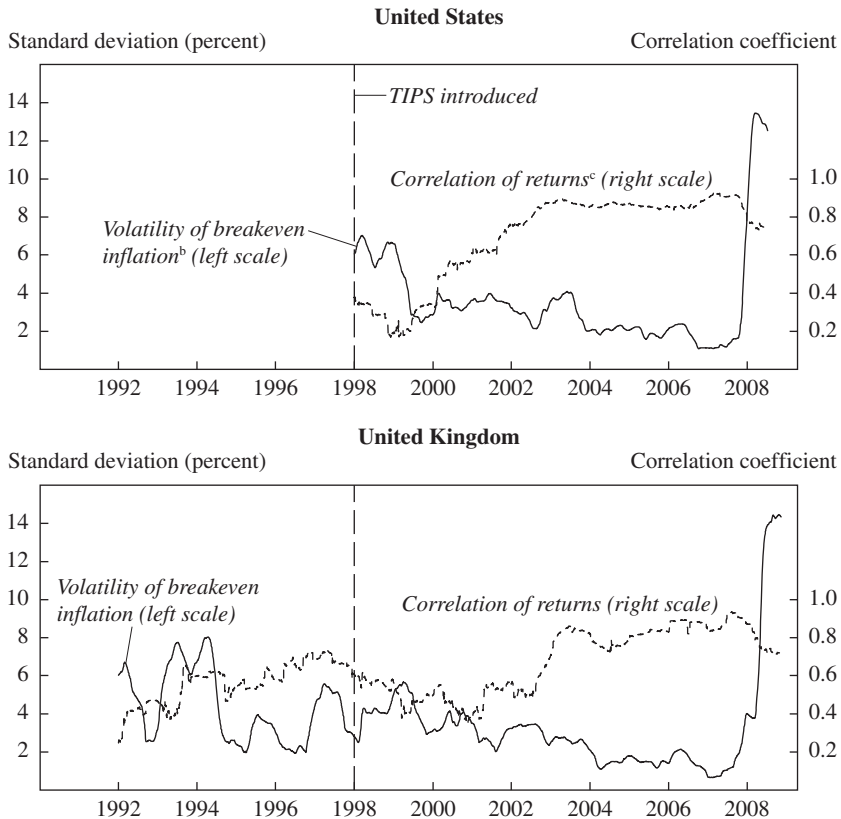 United States
Standard deviation (percent) Correlation coefficient
14
12
10
8
6
4
2
TIPS introduced
Correlation of returnsᶜ (right scale)
Volatility of breakeven
inflationᵇ (left scale)
1.0
0.8
0.6
0.4
0.2
1992 1994 1996 1998 2000 2002 2004 2006 2008
United Kingdom
Standard deviation (percent) Correlation coefficient
14
12
10
8
6
4
2
Volatility of breakeven
inflation (left scale)
Correlation of returns (right scale)
1.0
0.8
0.6
0.4
0.2
1992 1994 1996 1998 2000 2002 2004 2006 2008